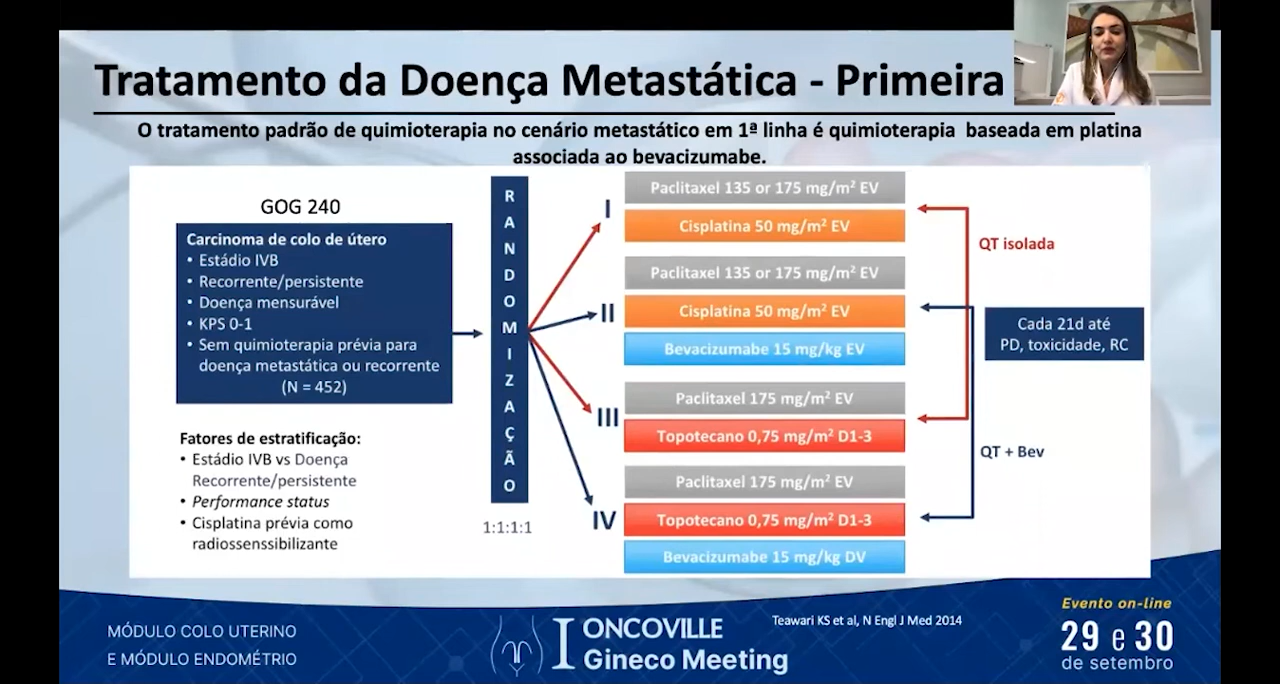 Tratamento da Doença Metastática - Primeira
O tratamento padrão de quimioterapia no cenário metastático em 1ª linha é quimioterapia baseada em platina
associada ao bevacizumabe.
GOG 240
Carcinoma de colo de útero
• Estádio IVB
• Recorrente/persistente
• Doença mensurável
• KPS 0-1
• Sem quimioterapia prévia para
doença metastática ou recorrente
(N = 452)
Fatores de estratificação:
• Estádio IVB vs Doença
Recorrente/persistente
• Performance status
• Cisplatina prévia como
radiossenssibilizante
RANDOMIZAÇÃO
1:1:1:1
I
Paclitaxel 135 or 175 mg/m² EV
Cisplatina 50 mg/m² EV
II
Paclitaxel 135 or 175 mg/m² EV
Cisplatina 50 mg/m² EV
Bevacizumabe 15 mg/kg EV
III
Paclitaxel 175 mg/m² EV
Topotecano 0,75 mg/m² D1-3
IV
Paclitaxel 175 mg/m² EV
Topotecano 0,75 mg/m² D1-3
Bevacizumabe 15 mg/kg DV
QT isolada
Cada 21d até
PD, toxicidade, RC
QT + Bev
MÓDULO COLO UTERINO
E MÓDULO ENDOMÉTRIO
I ONCOVILLE
Gineco Meeting
Teawari KS et al, N Engl J Med 2014
Evento on-line
29 e 30
de setembro